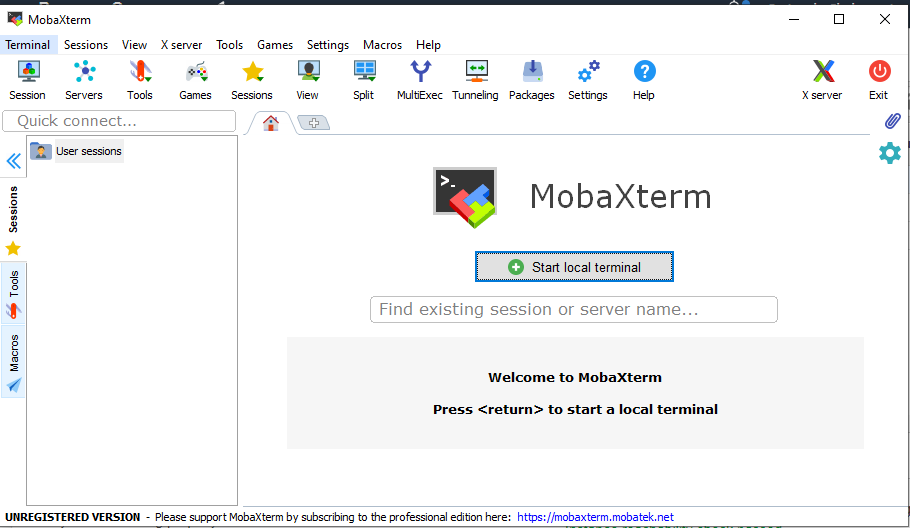 MobaXterm
Terminal Sessions View X server Tools Games Settings Macros Help
Session Servers Tools Games Sessions View Split MultiExec Tunneling Packages Settings Help X server Exit
Quick connect...
User sessions
Sessions
Tools
Macros
>_
MobaXterm
Start local terminal
Find existing session or server name...
Welcome to MobaXterm
Press <return> to start a local terminal
UNREGISTERED VERSION - Please support MobaXterm by subscribing to the professional edition here: https://mobaxterm.mobatek.net